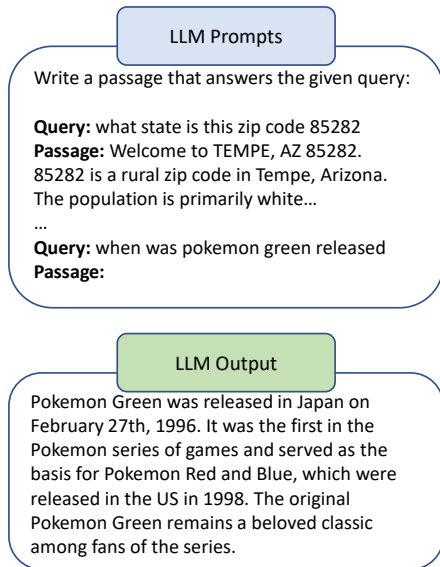 LLM Prompts
Write a passage that answers the given query:
Query: what state is this zip code 85282
Passage: Welcome to TEMPE, AZ 85282.
85282 is a rural zip code in Tempe, Arizona.
The population is primarily white…
…
Query: when was pokemon green released
Passage:
LLM Output
Pokemon Green was released in Japan on
February 27th, 1996. It was the first in the
Pokemon series of games and served as the
basis for Pokemon Red and Blue, which were
released in the US in 1998. The original
Pokemon Green remains a beloved classic
among fans of the series.